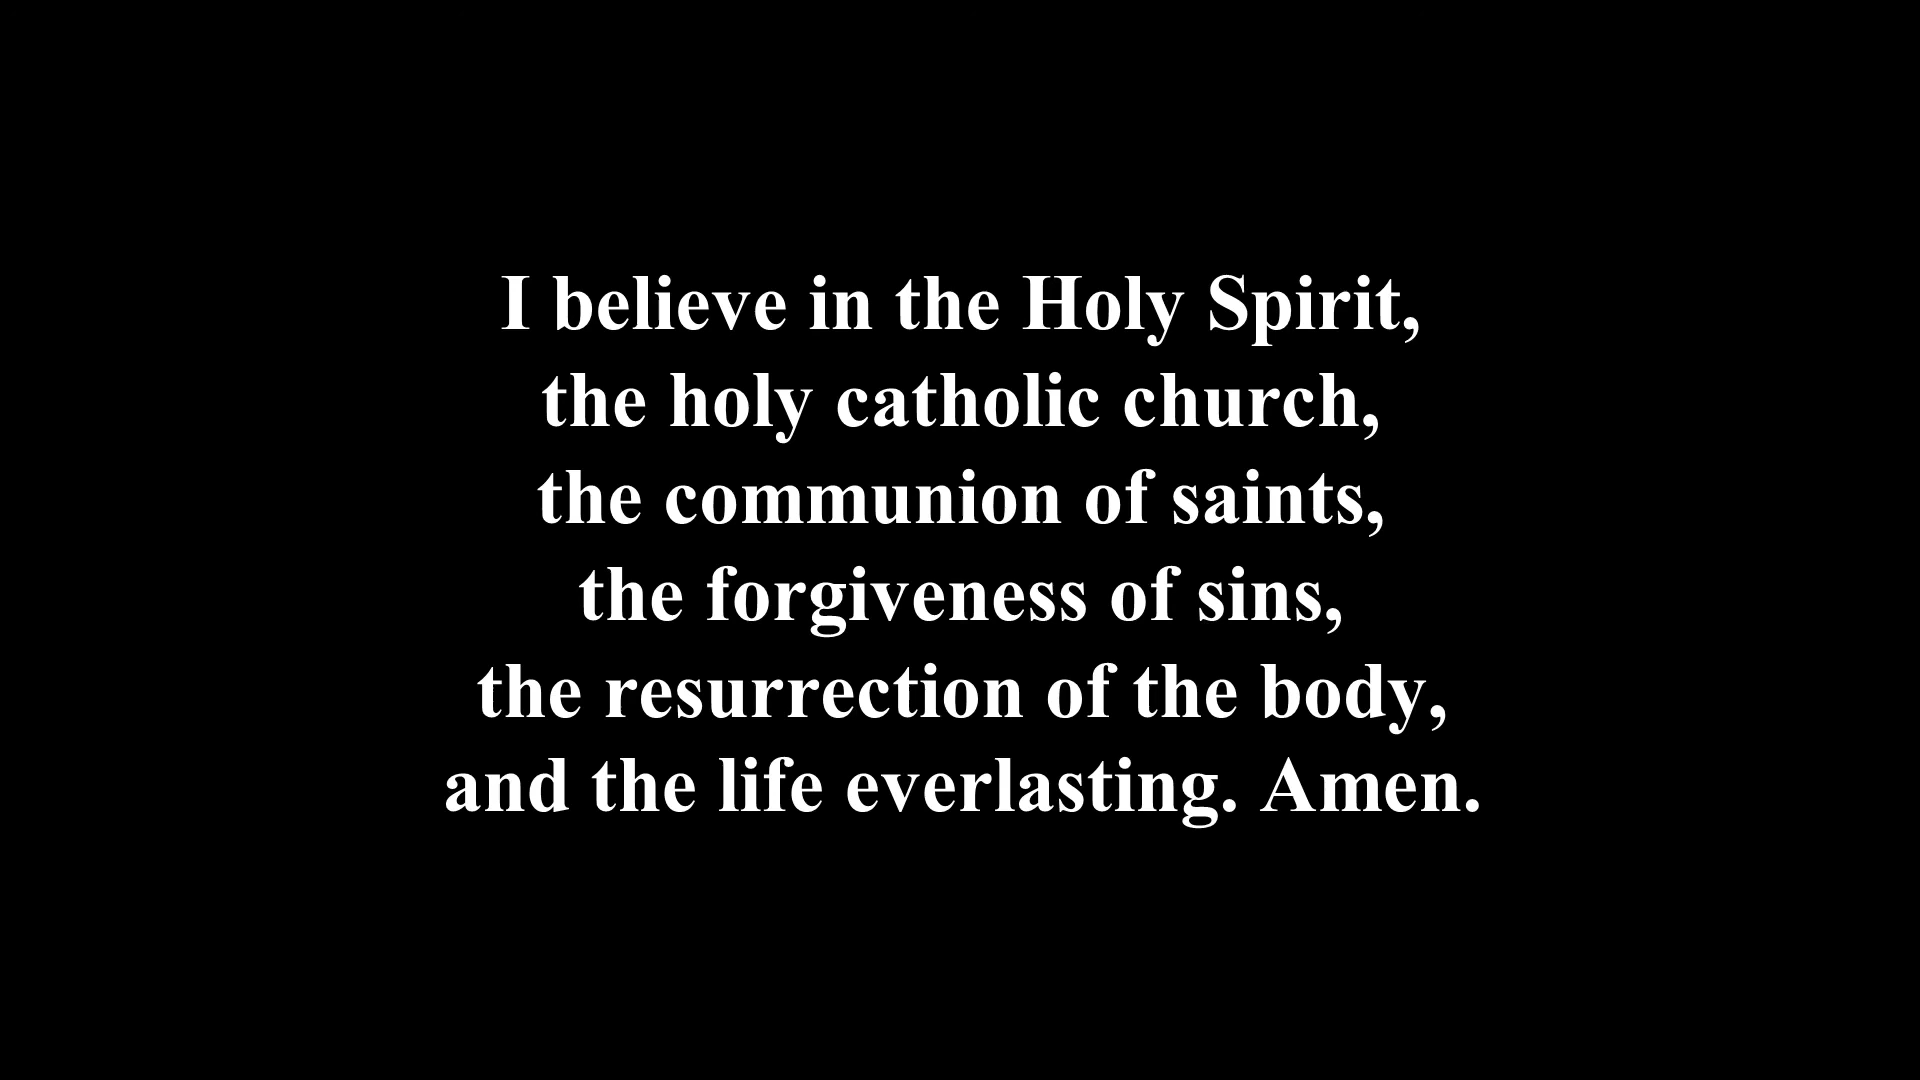 I believe in the Holy Spirit,
the holy catholic church,
the communion of saints,
the forgiveness of sins,
the resurrection of the body,
and the life everlasting. Amen.